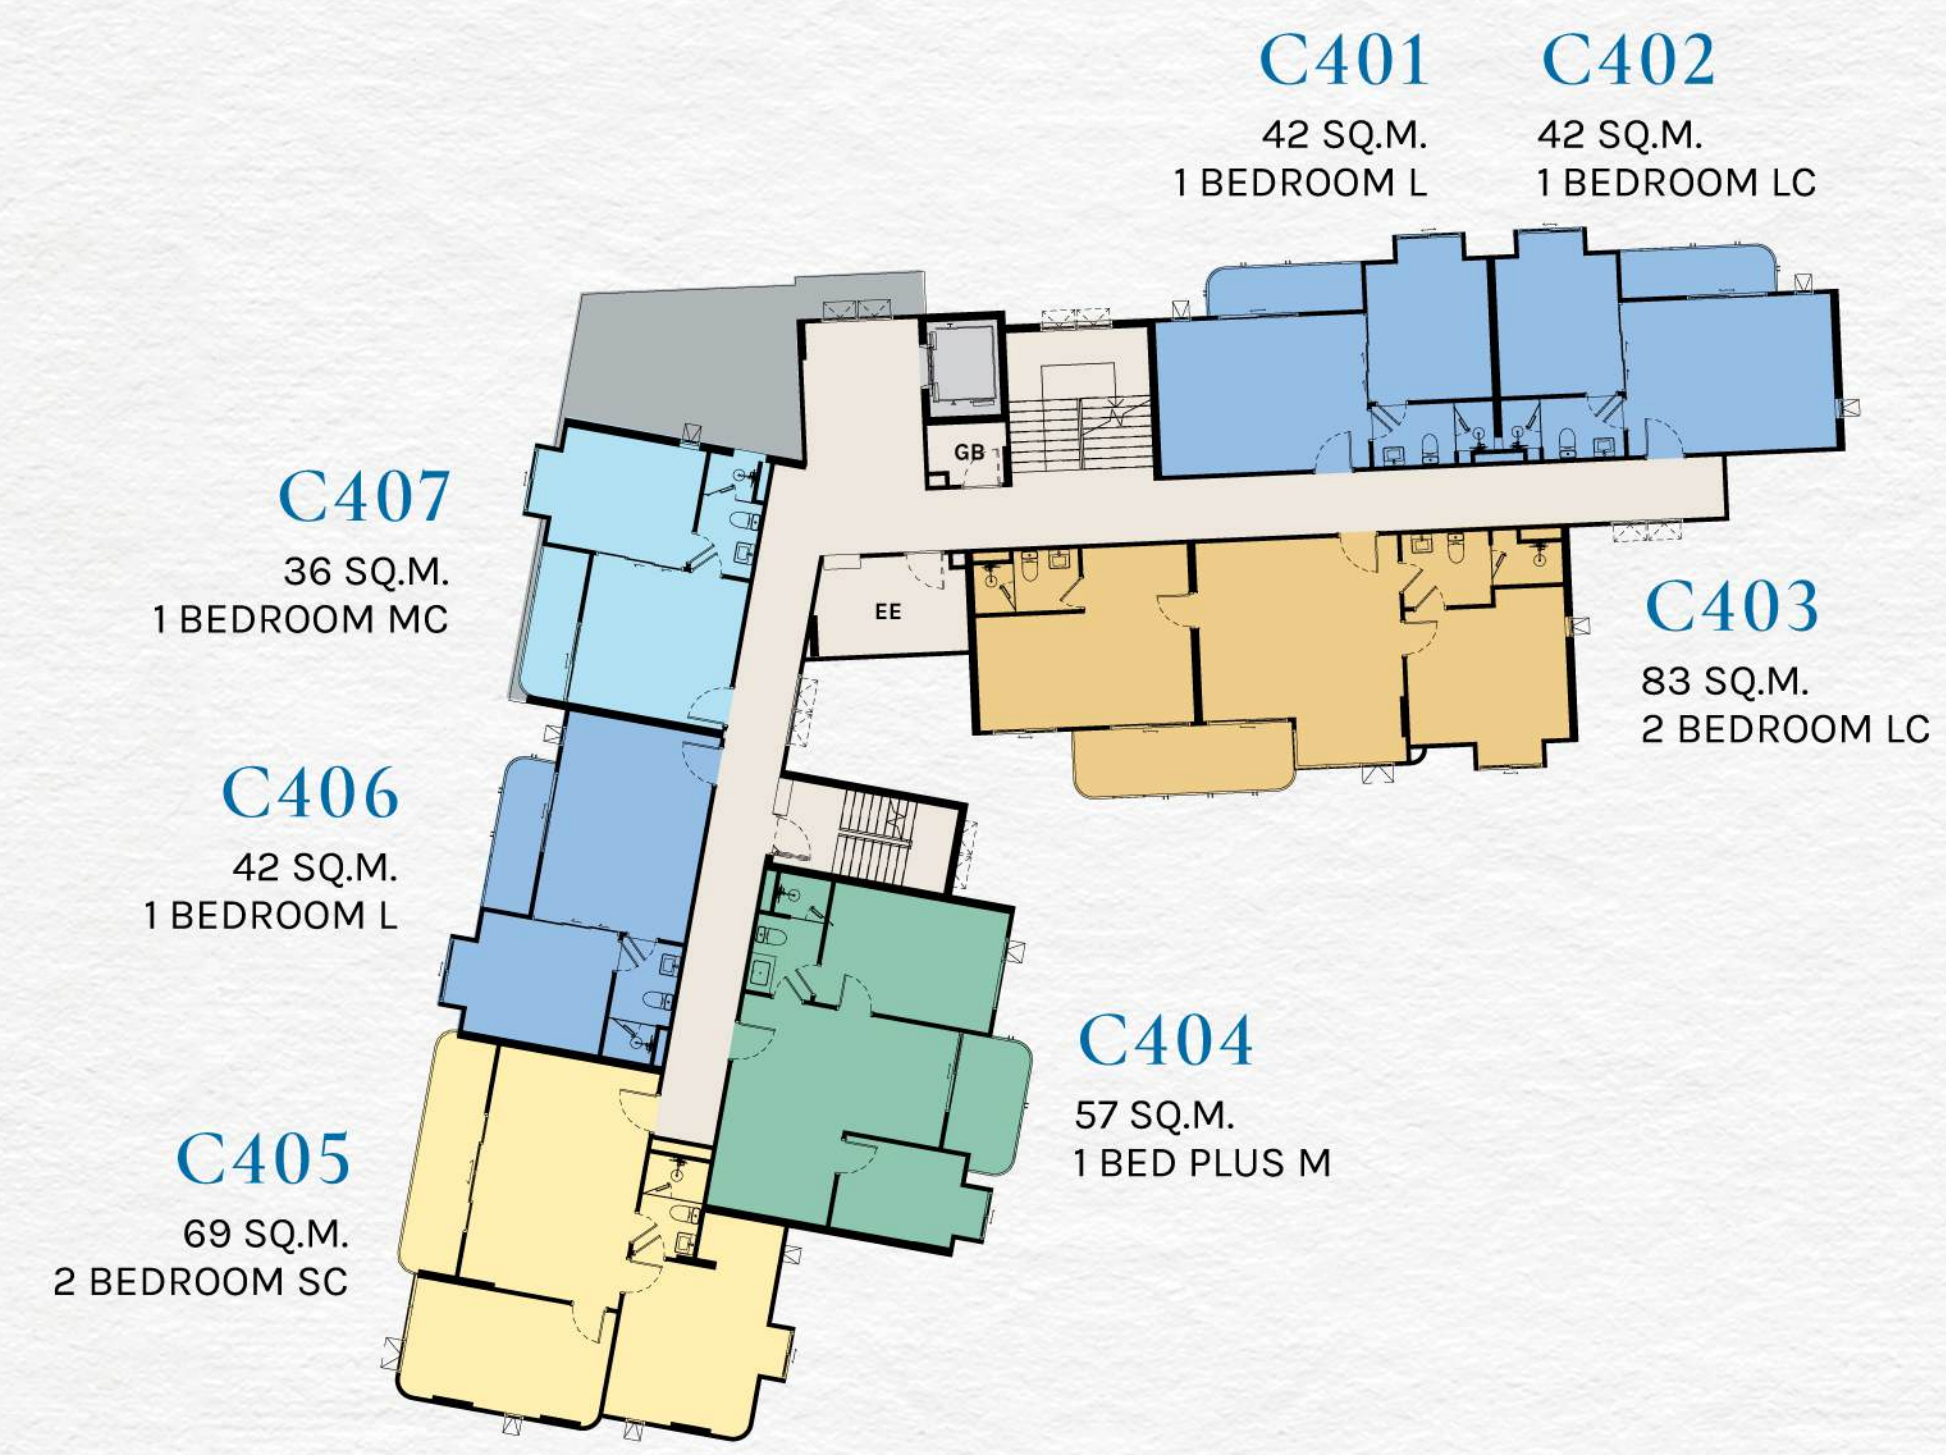 C401
42 SQ.M.
1 BEDROOM L
C402
42 SQ.M.
1 BEDROOM LC
GB
C407
36 SQ.M.
1 BEDROOM MC
EE
C403
83 SQ.M.
2 BEDROOM LC
C406
42 SQ.M.
1 BEDROOM L
C404
57 SQ.M.
1 BED PLUS M
C405
69 SQ.M.
2 BEDROOM SC